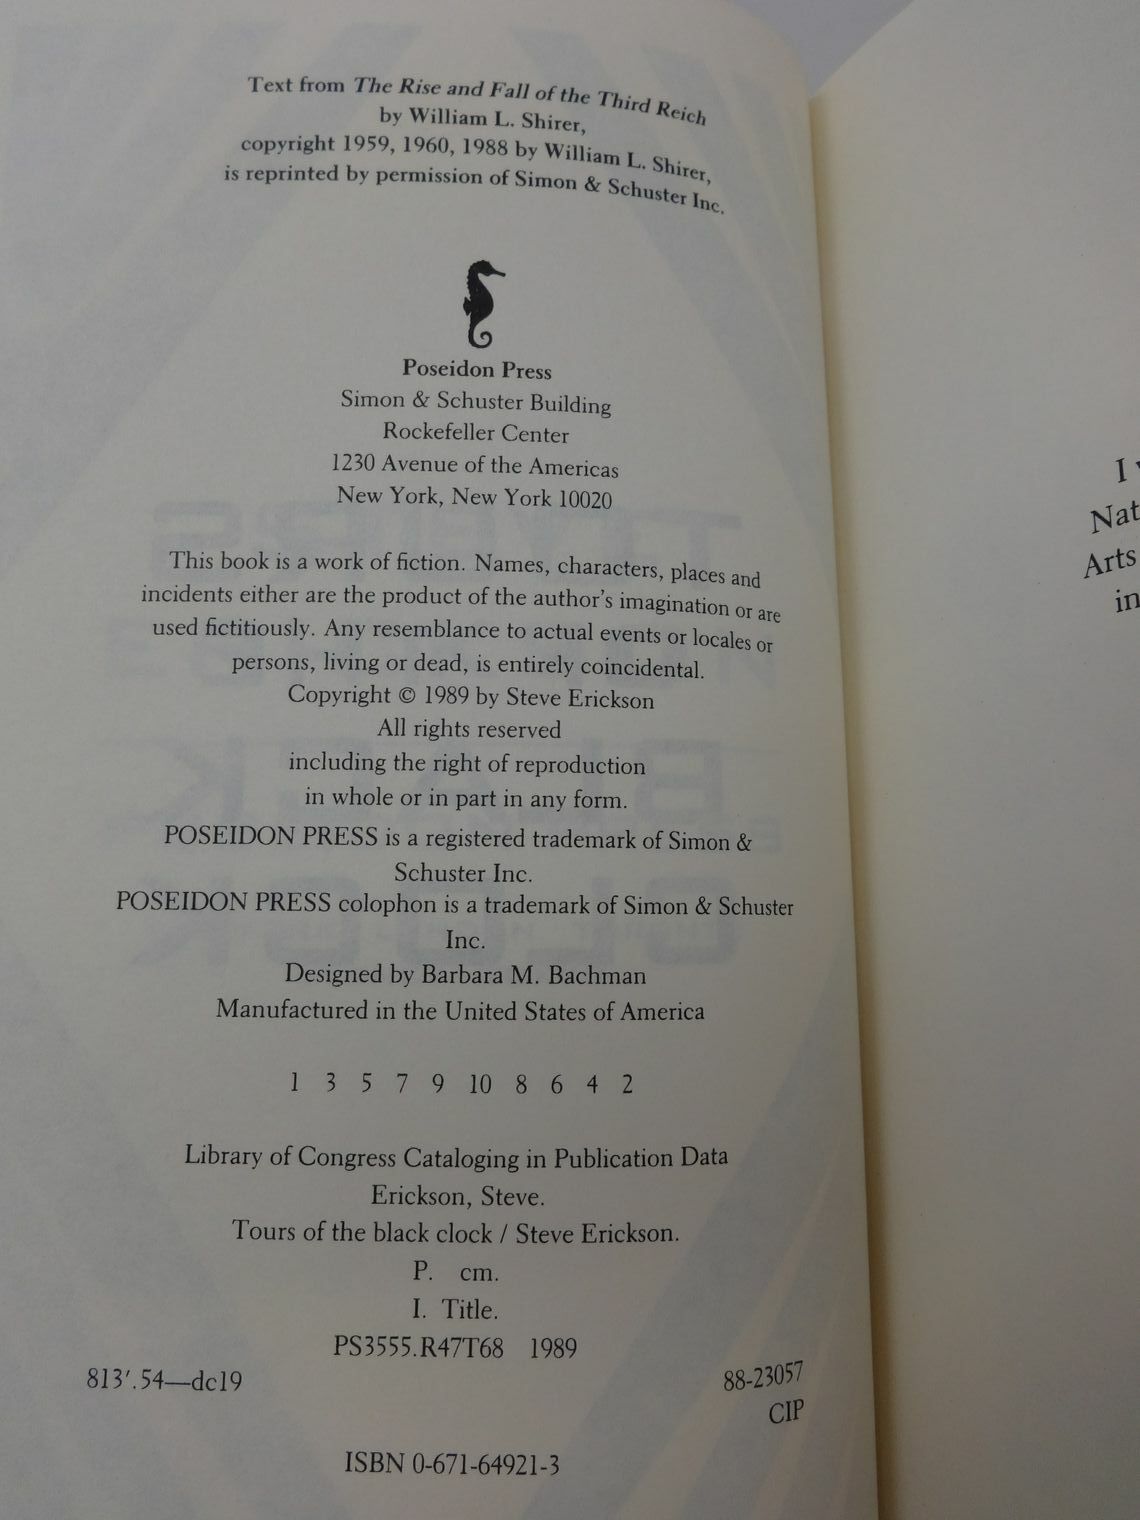 Text from The Rise and Fall of the Third Reich
by William L. Shirer,
copyright 1959, 1960, 1988 by William L. Shirer,
is reprinted by permission of Simon & Schuster Inc.
Poseidon Press
Simon & Schuster Building
Rockefeller Center
1230 Avenue of the Americas
New York, New York 10020
This book is a work of fiction. Names, characters, places and
incidents either are the product of the author's imagination or are
used fictitiously. Any resemblance to actual events or locales or
persons, living or dead, is entirely coincidental.
Copyright © 1989 by Steve Erickson
All rights reserved
including the right of reproduction
in whole or in part in any form.
POSEIDON PRESS is a registered trademark of Simon &
Schuster Inc.
POSEIDON PRESS colophon is a trademark of Simon & Schuster
Inc.
Designed by Barbara M. Bachman
Manufactured in the United States of America
1 3 5 7 9 10 8 6 4 2
Library of Congress Cataloging in Publication Data
Erickson, Steve.
Tours of the black clock / Steve Erickson.
P. cm.
I. Title.
PS3555.R47T68 1989
813'.54—dc19 88-23057
CIP
ISBN 0-671-64921-3
I
Nat
Arts
in